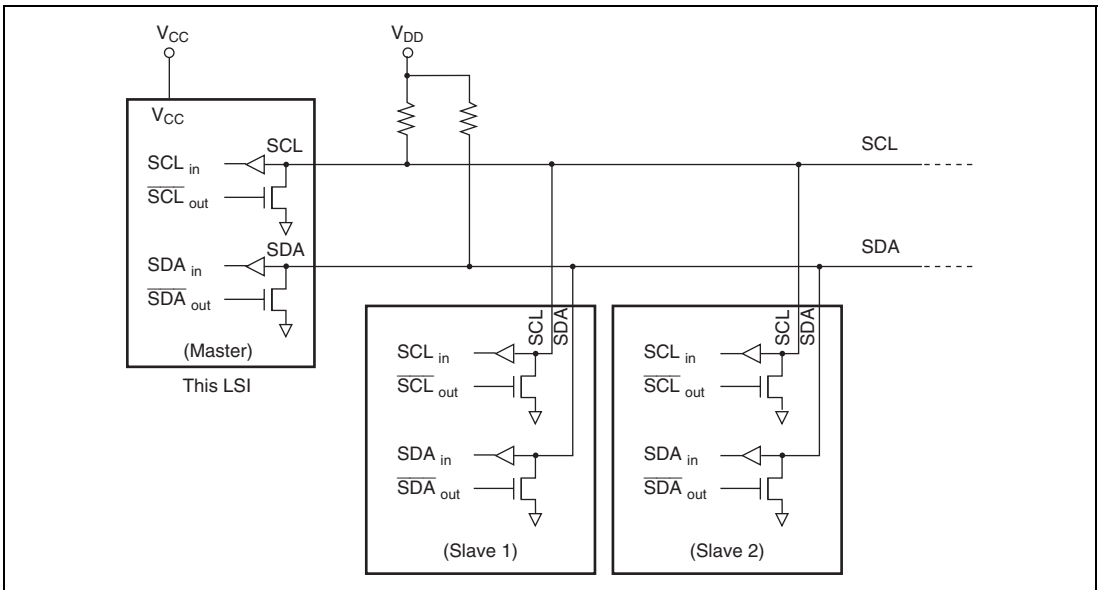 VCC
VDD
VCC
SCL
SCL in
SCL out
SDA
SDA in
SDA out
(Master)
This LSI
SCL
SDA
SCL
SDA
SCL in
SCL out
SDA in
SDA out
(Slave 1)
SCL
SDA
SCL in
SCL out
SDA in
SDA out
(Slave 2)